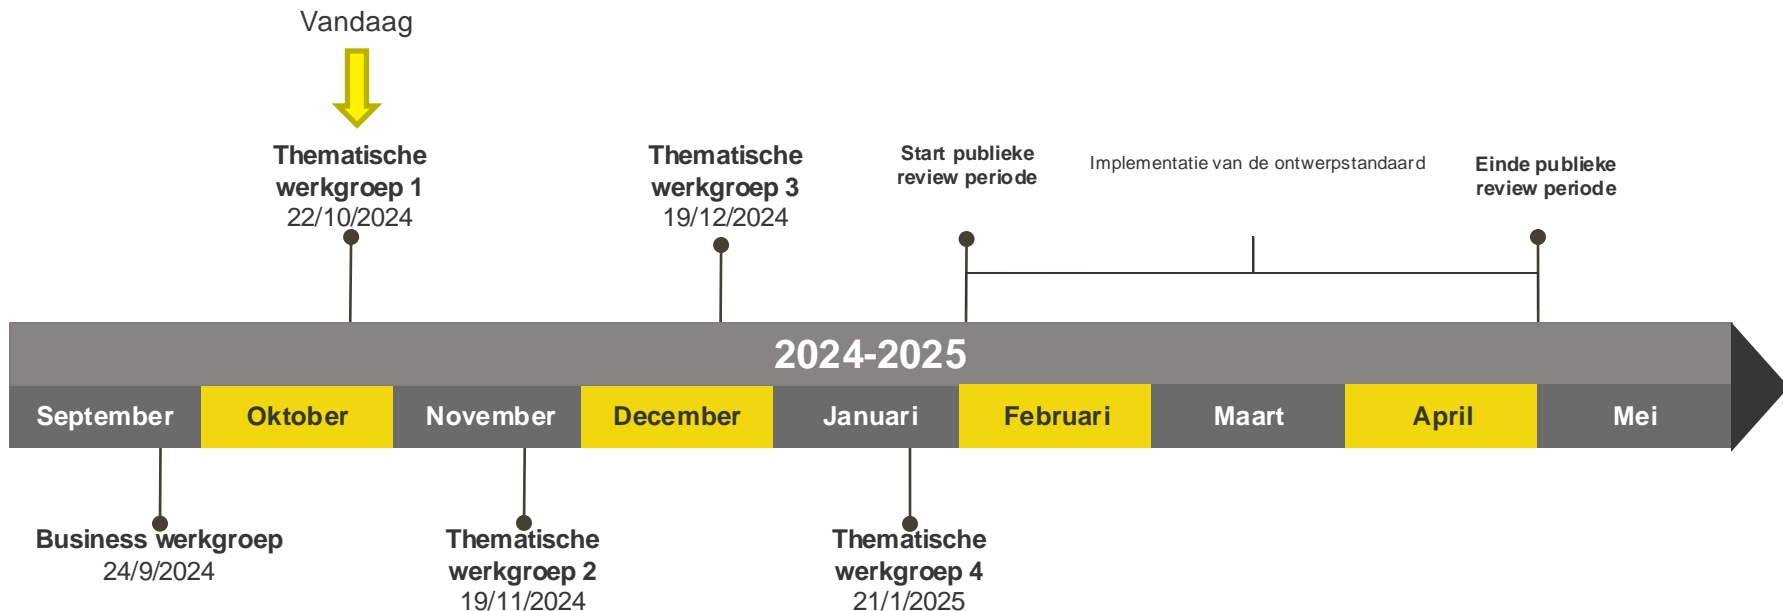 Vandaag
Thematische
werkgroep 1
22/10/2024
Thematische
werkgroep 3
19/12/2024
Start publieke
review periode
Implementatie van de ontwerpstandaard
Einde publieke
review periode
2024-2025
September
Oktober
November
December
Januari
Februari
Maart
April
Mei
Business werkgroep
24/9/2024
Thematische
werkgroep 2
19/11/2024
Thematische
werkgroep 4
21/1/2025